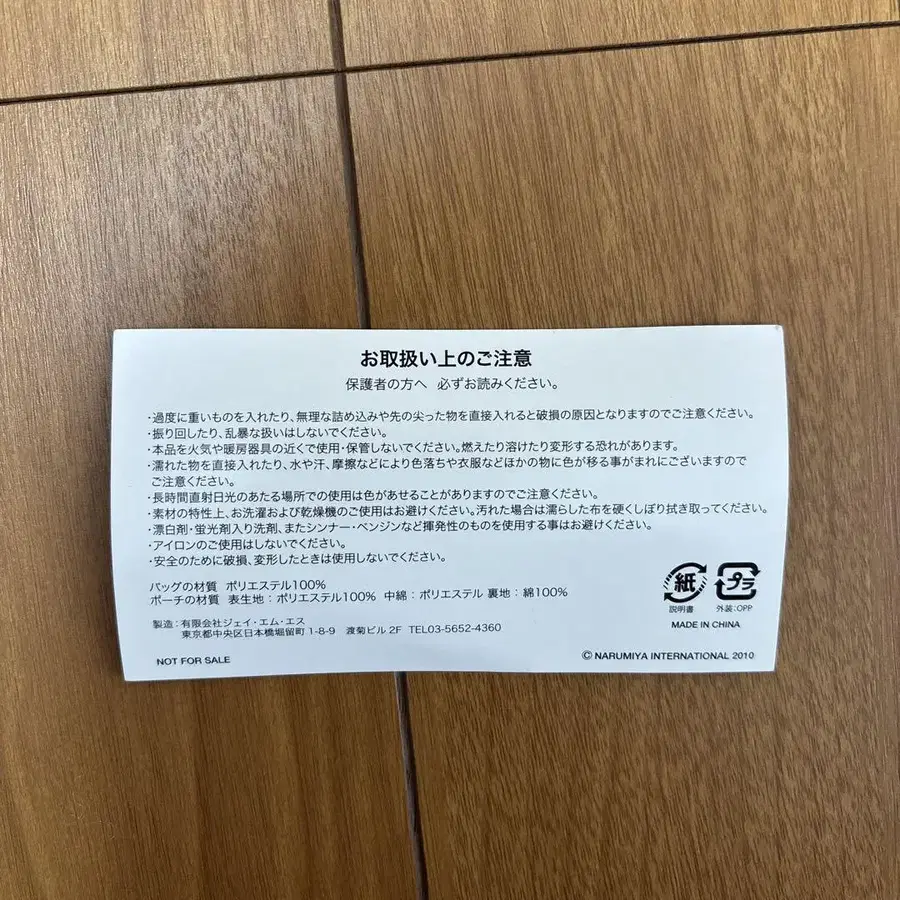 お取扱い上のご注意
保護者の方へ 必ずお読みください。
・過度に重いものを入れたり、無理な詰め込みや先の尖った物を直接入れると破損の原因となりますのでご注意ください。
・振り回したり、乱暴な扱いはしないでください。
・本品を火気や暖房器具の近くで使用・保管しないでください。燃えたり溶けたり変形する恐れがあります。
・濡れた物を直接入れたり、水や汗、摩擦などにより色落ちや衣服などほかの物に色が移る事がまれにございますので
ご注意ください。
・長時間直射日光のあたる場所での使用は色があせることがありますのでご注意ください。
・素材の特性上、お洗濯および乾燥機のご使用はお避けください。汚れた場合は濡らした布を硬くしぼり拭き取ってください。
・漂白剤・蛍光剤入り洗剤、またシンナー・ベンジンなど揮発性のものを使用する事はお避けください。
・アイロンのご使用はしないでください。
・安全のために破損、変形したときは使用しないでください。
バッグの材質 ポリエステル100%
ポーチの材質 表生地：ポリエステル100% 中綿：ポリエステル 裏地：綿100%
製造：有限会社ジェイ・エム・エス
東京都中央区日本橋堀留町 1-8-9 渡菊ビル 2F TEL03-5652-4360
NOT FOR SALE
紙
説明書
プラ
外装:OPP
MADE IN CHINA
© NARUMIYA INTERNATIONAL 2010